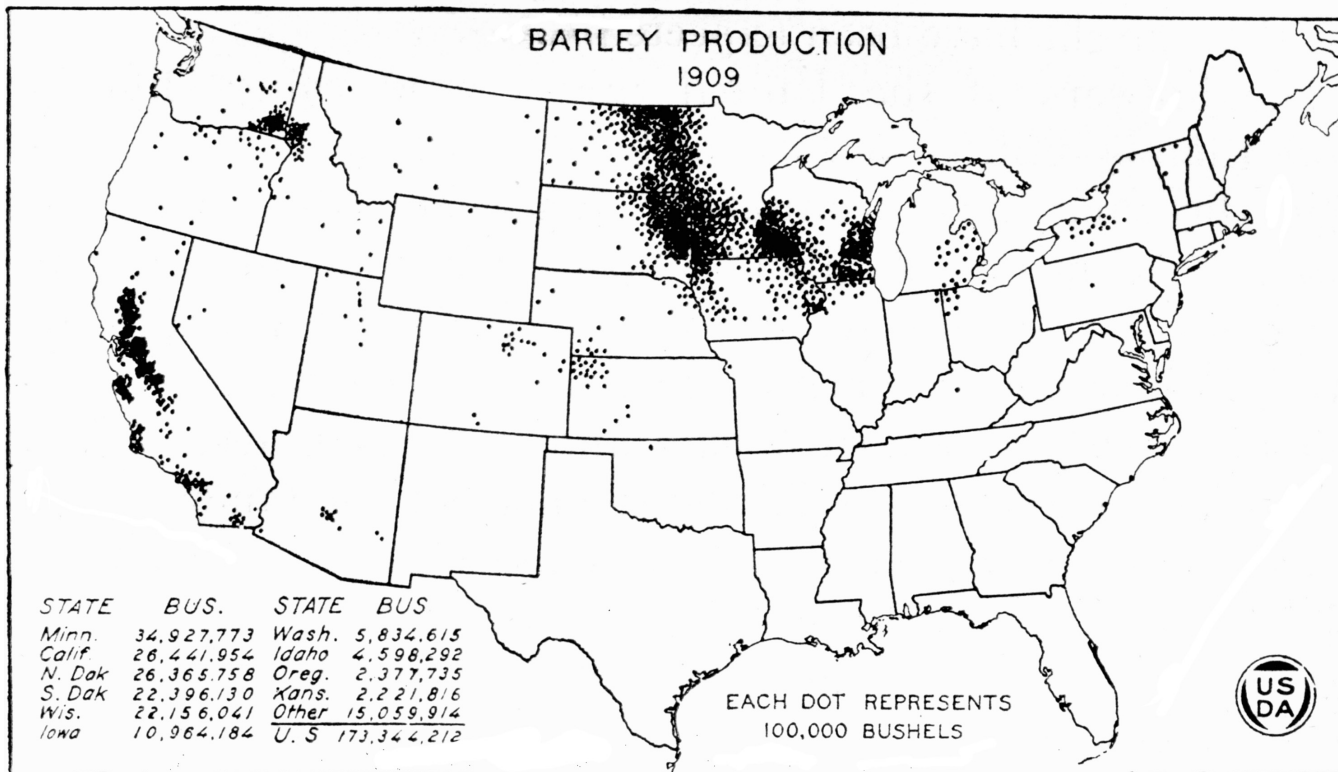 BARLEY PRODUCTION
1909
STATE BUS. STATE BUS
Minn. 34,927,773 Wash. 5,834,615
Calif. 26,441,954 Idaho 4,598,292
N. Dak 26,365,758 Oreg. 2,377,735
S. Dak 22,396,130 Kans. 2,221,816
Wis. 22,156,041 Other 15,059,914
Iowa 10,964,184 U.S 173,344,212
EACH DOT REPRESENTS
100,000 BUSHELS
US
DA